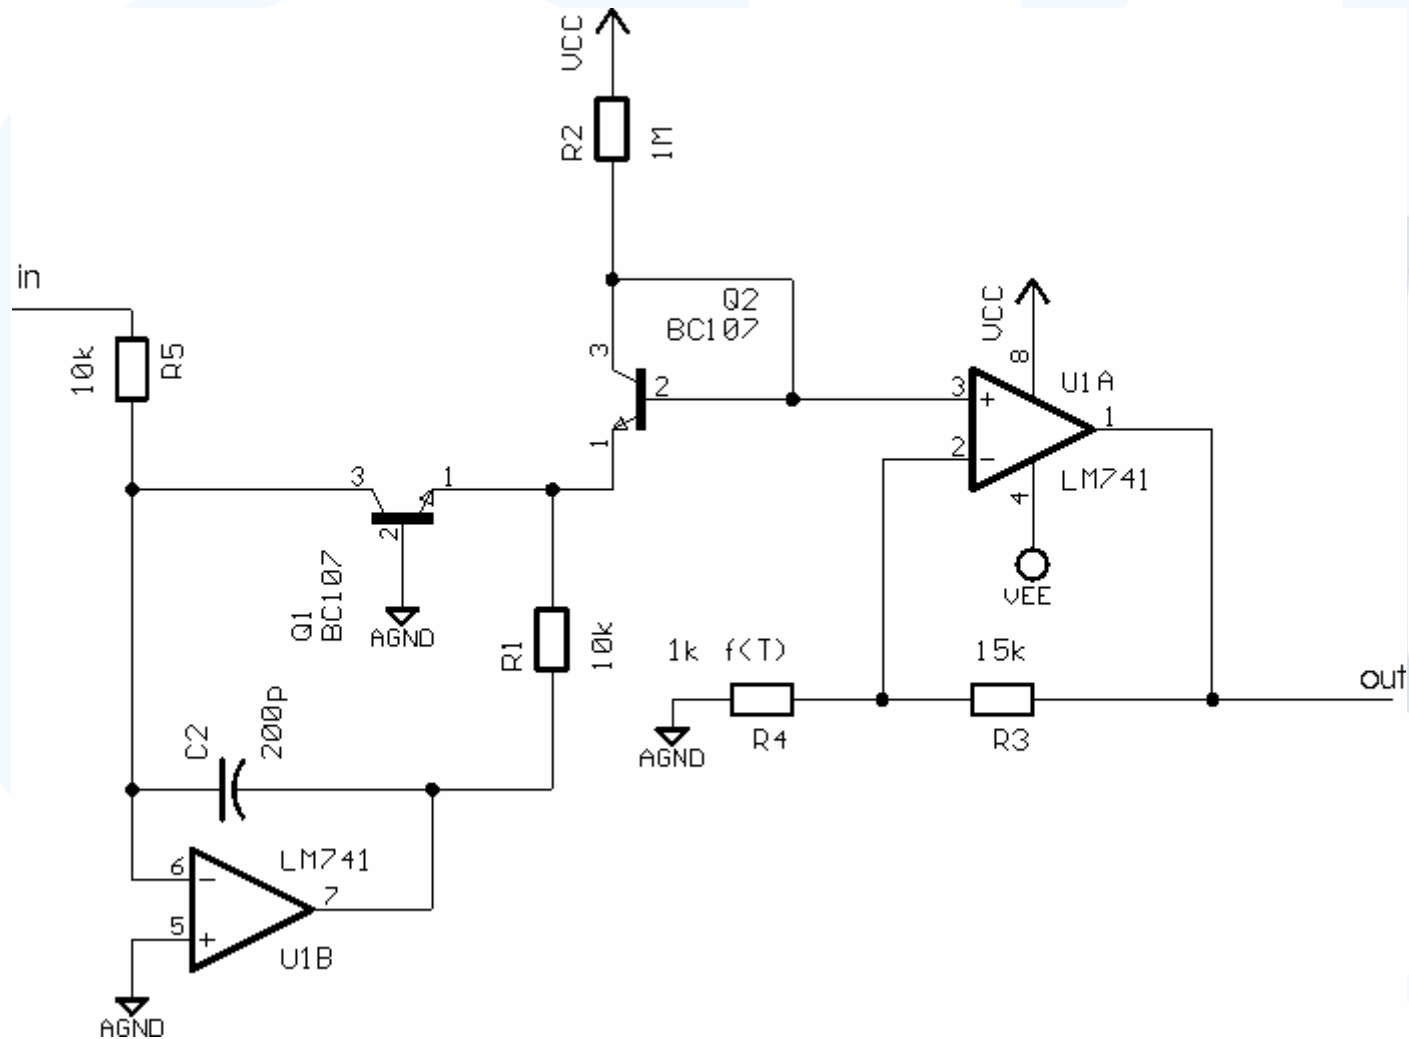 VCC
R2
1M
in
10k
R5
Q2
BC107
3
2
1
VCC
8
3
+
U1A
1
2
−
LM741
4
VEE
3
1
2
Q1
BC107
AGND
R1
10k
1k f(T)
15k
out
R4
R3
AGND
C2
200p
LM741
6
−
7
5
+
U1B
AGND